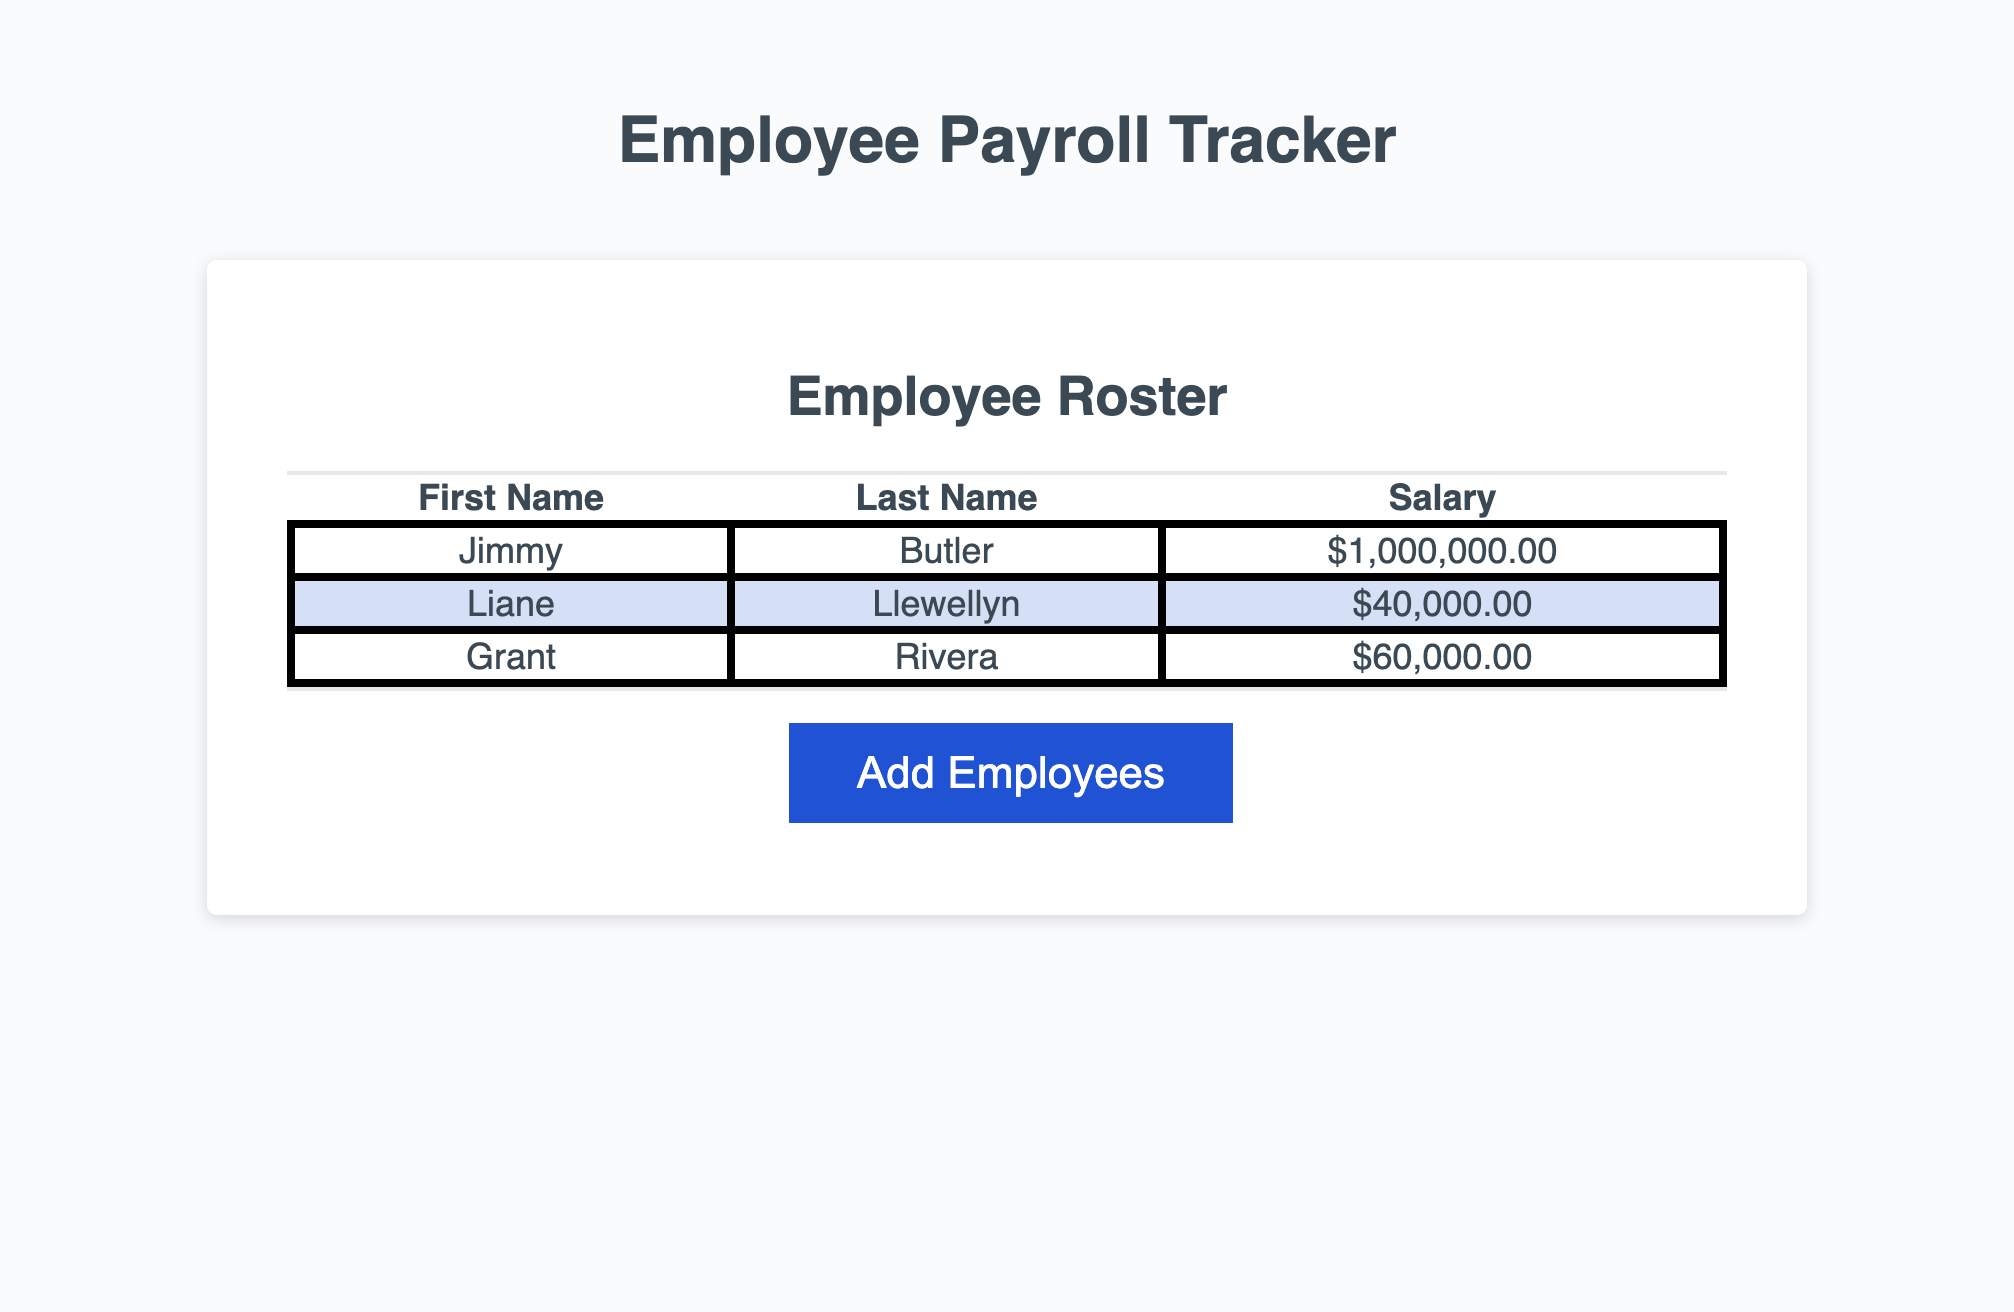 Employee Payroll Tracker
Employee Roster
First Name Last Name Salary
Jimmy Butler $1,000,000.00
Liane Llewellyn $40,000.00
Grant Rivera $60,000.00
Add Employees